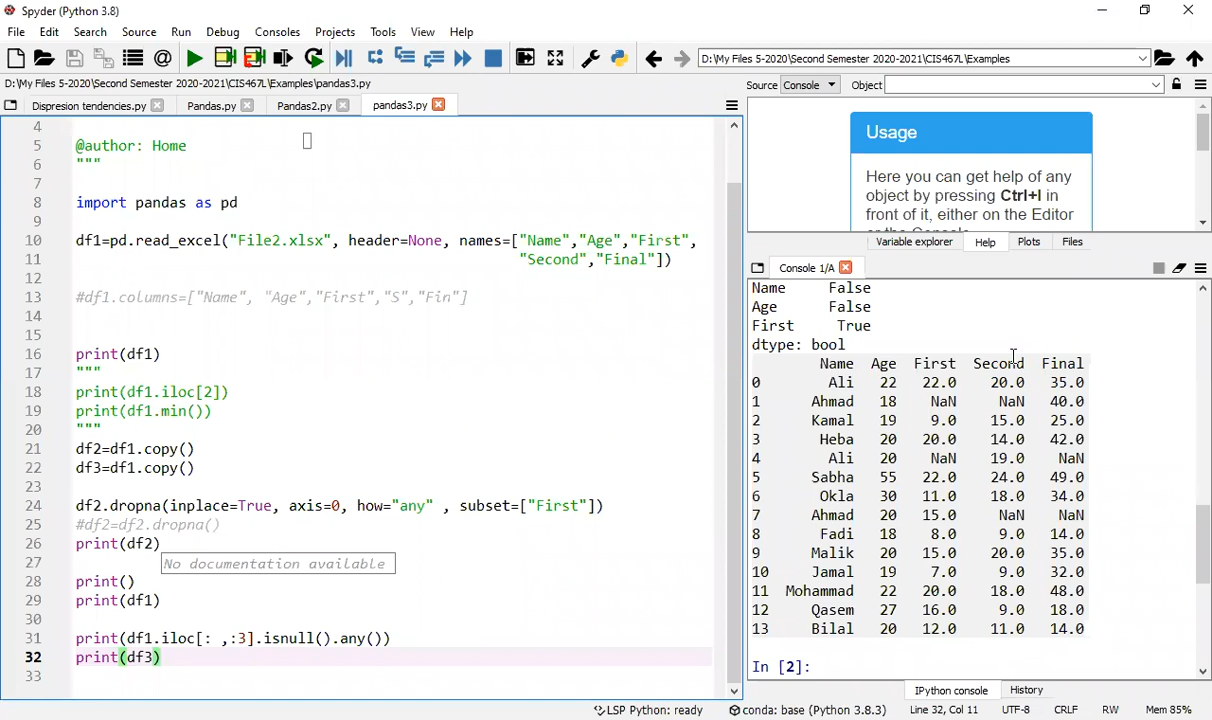 Spyder (Python 3.8)
File Edit Search Source Run Debug Consoles Projects Tools View Help
D:\My Files 5-2020\Second Semester 2020-2021\CIS467L\Examples
D:\My Files 5-2020\Second Semester 2020-2021\CIS467L\Examples\pandas3.py
Dispresion tendencies.py Pandas.py Pandas2.py pandas3.py
4
5 @author: Home
6 """
7
8 import pandas as pd
9
10 df1=pd.read_excel("File2.xlsx", header=None, names=["Name","Age","First",
11 "Second","Final"])
12
13 #df1.columns=["Name", "Age","First","S","Fin"]
14
15
16 print(df1)
17 """
18 print(df1.iloc[2])
19 print(df1.min())
20 """
21 df2=df1.copy()
22 df3=df1.copy()
23
24 df2.dropna(inplace=True, axis=0, how="any" , subset=["First"])
25 #df2=df2.dropna()
26 print(df2)
27 No documentation available
28 print()
29 print(df1)
30
31 print(df1.iloc[: ,:3].isnull().any())
32 print(df3)
33
Source Console Object
Usage
Here you can get help of any
object by pressing Ctrl+I in
front of it, either on the Editor
or the Console.
Variable explorer Help Plots Files
Console 1/A
Name False
Age False
First True
dtype: bool
Name Age First Second Final
0 Ali 22 22.0 20.0 35.0
1 Ahmad 18 NaN NaN 40.0
2 Kamal 19 9.0 15.0 25.0
3 Heba 20 20.0 14.0 42.0
4 Ali 20 NaN 19.0 NaN
5 Sabha 55 22.0 24.0 49.0
6 Okla 30 11.0 18.0 34.0
7 Ahmad 20 15.0 NaN NaN
8 Fadi 18 8.0 9.0 14.0
9 Malik 20 15.0 20.0 35.0
10 Jamal 19 7.0 9.0 32.0
11 Mohammad 22 20.0 18.0 48.0
12 Qasem 27 16.0 9.0 18.0
13 Bilal 20 12.0 11.0 14.0
In [2]:
IPython console History
LSP Python: ready conda: base (Python 3.8.3) Line 32, Col 11 UTF-8 CRLF RW Mem 85%